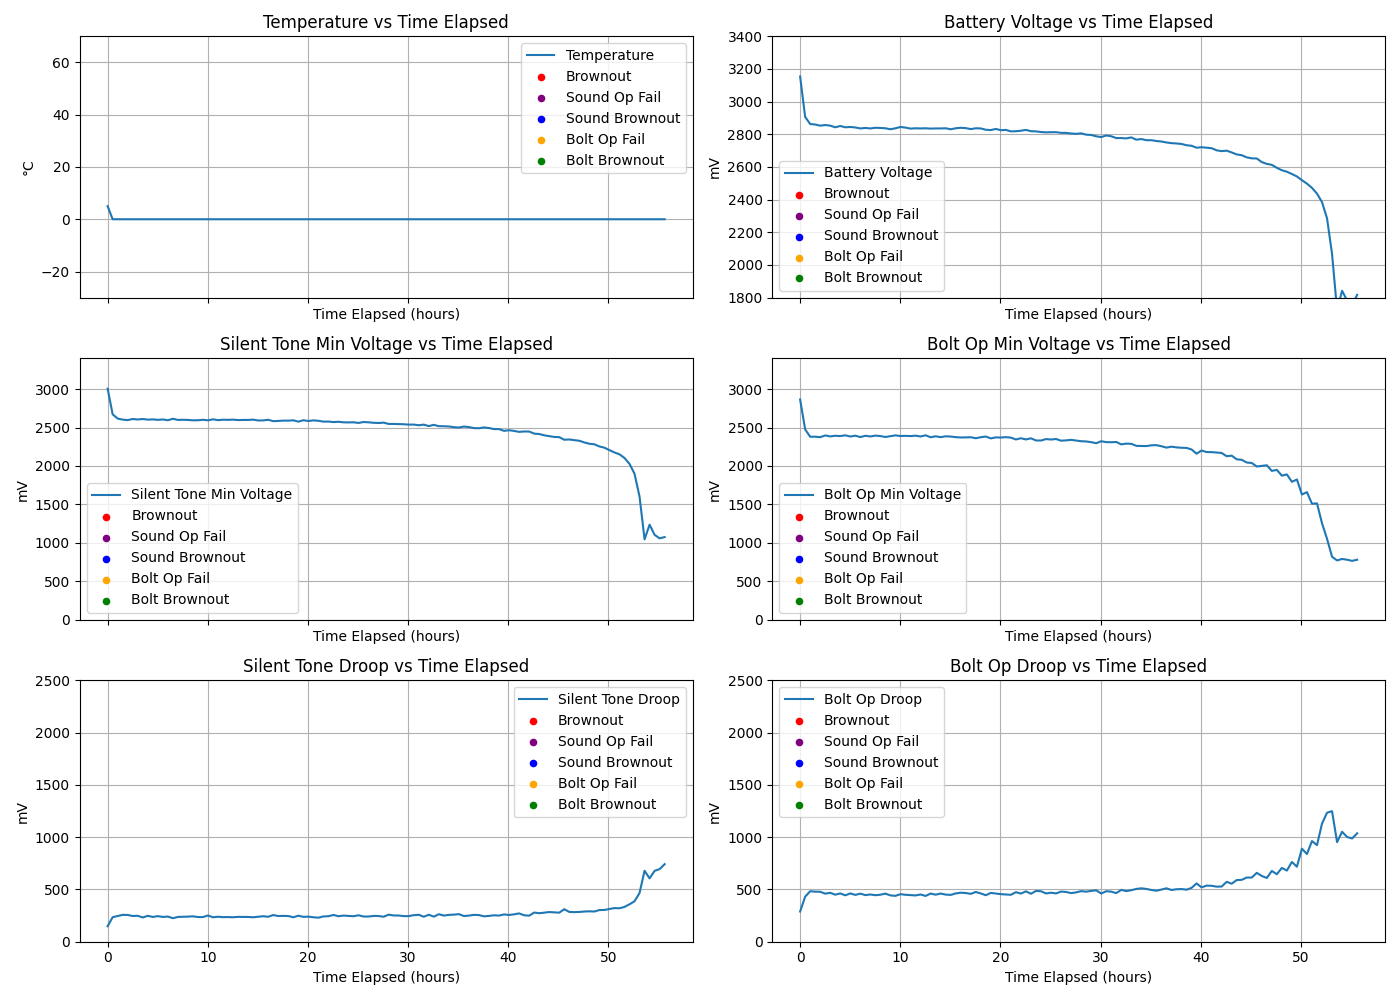 Temperature vs Time Elapsed
°C
60
40
20
0
−20
Temperature
Brownout
Sound Op Fail
Sound Brownout
Bolt Op Fail
Bolt Brownout
Time Elapsed (hours)
Battery Voltage vs Time Elapsed
mV
3400
3200
3000
2800
2600
2400
2200
2000
1800
Battery Voltage
Brownout
Sound Op Fail
Sound Brownout
Bolt Op Fail
Bolt Brownout
Time Elapsed (hours)
Silent Tone Min Voltage vs Time Elapsed
mV
3000
2500
2000
1500
1000
500
0
Silent Tone Min Voltage
Brownout
Sound Op Fail
Sound Brownout
Bolt Op Fail
Bolt Brownout
Time Elapsed (hours)
Bolt Op Min Voltage vs Time Elapsed
mV
3000
2500
2000
1500
1000
500
0
Bolt Op Min Voltage
Brownout
Sound Op Fail
Sound Brownout
Bolt Op Fail
Bolt Brownout
Time Elapsed (hours)
Silent Tone Droop vs Time Elapsed
mV
2500
2000
1500
1000
500
0
Silent Tone Droop
Brownout
Sound Op Fail
Sound Brownout
Bolt Op Fail
Bolt Brownout
0 10 20 30 40 50
Time Elapsed (hours)
Bolt Op Droop vs Time Elapsed
mV
2500
2000
1500
1000
500
0
Bolt Op Droop
Brownout
Sound Op Fail
Sound Brownout
Bolt Op Fail
Bolt Brownout
0 10 20 30 40 50
Time Elapsed (hours)